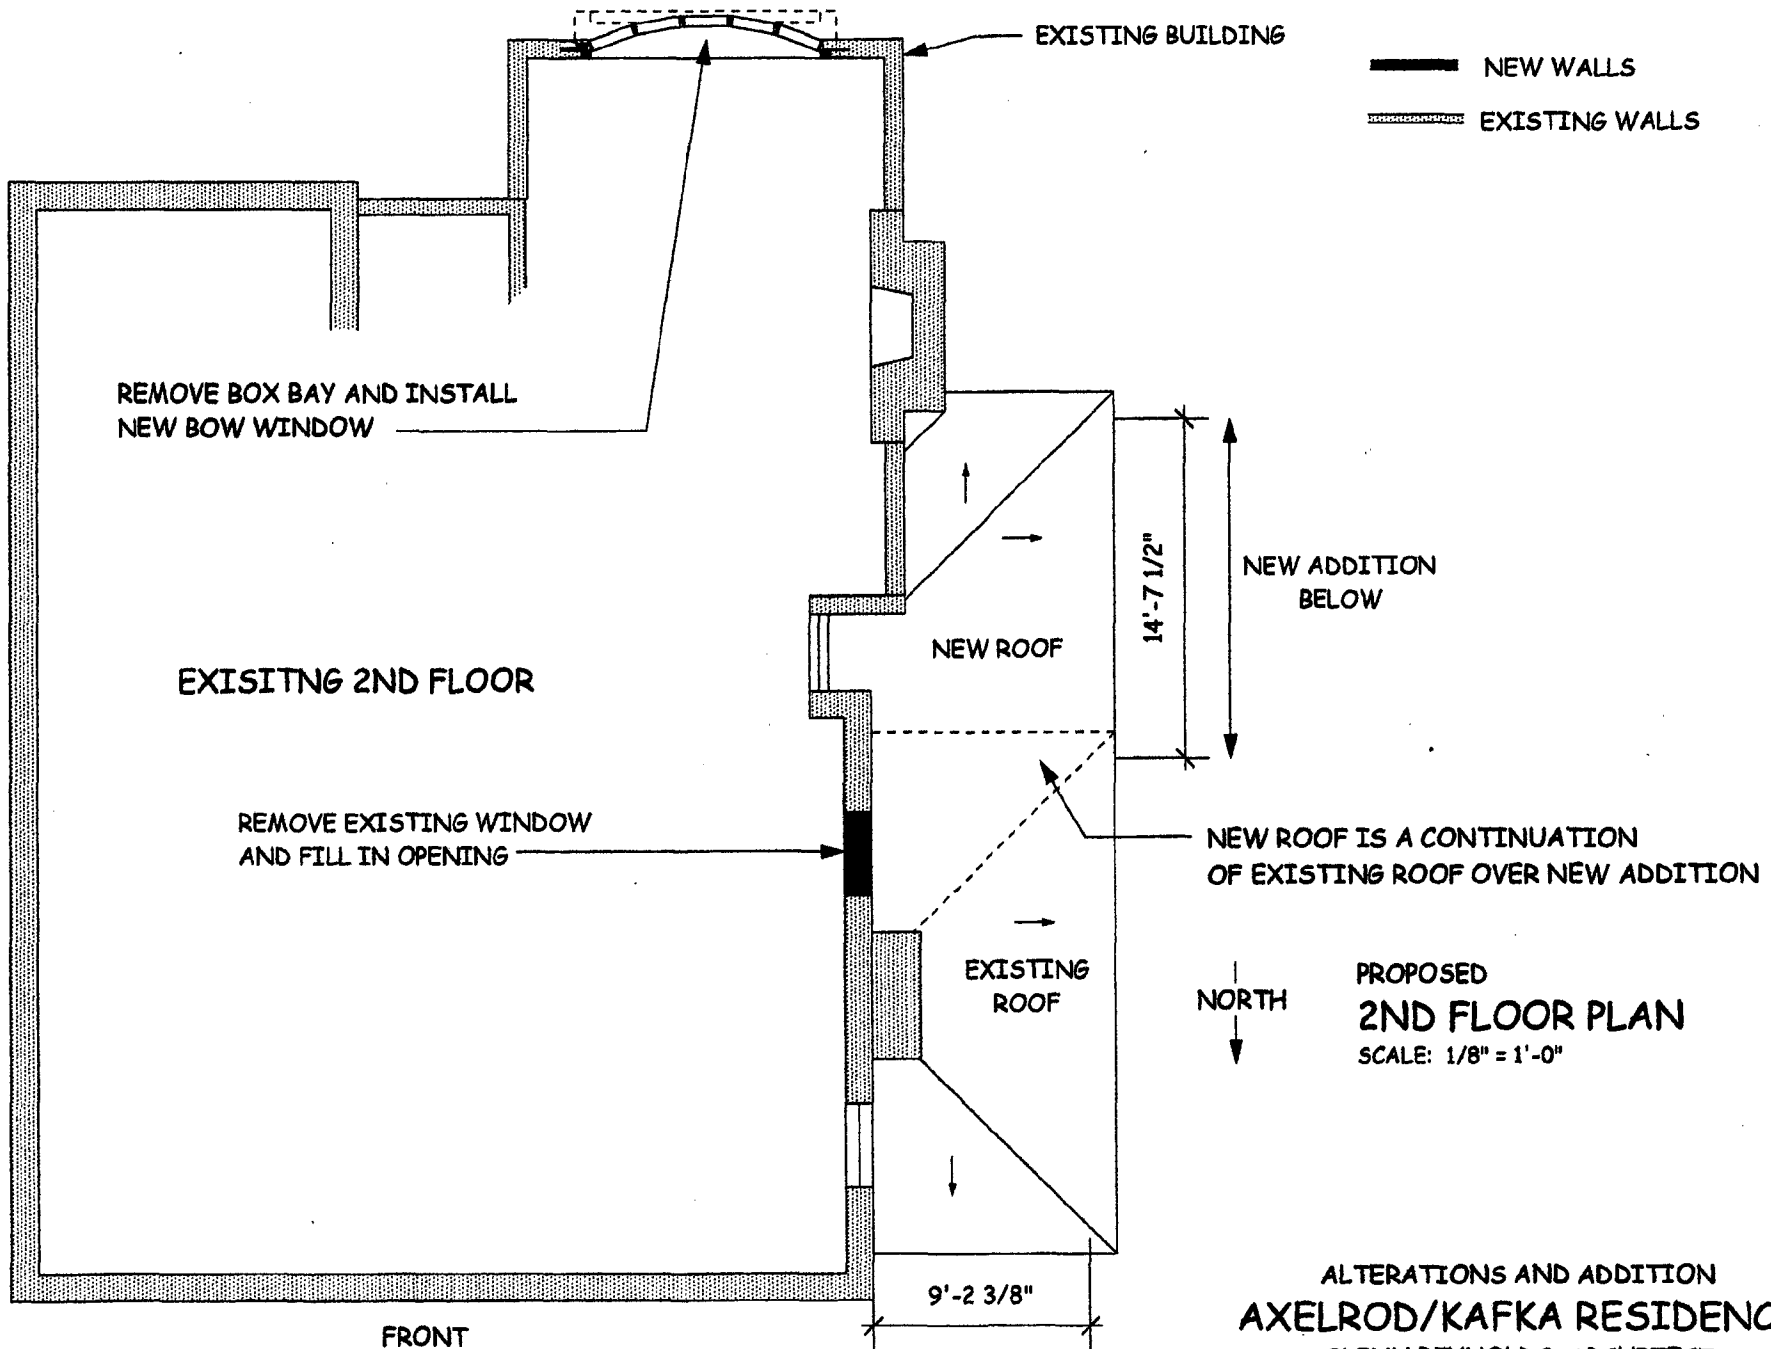 EXISTING BUILDING
NEW WALLS
EXISTING WALLS
REMOVE BOX BAY AND INSTALL
NEW BOW WINDOW
14'-7 1/2"
NEW ADDITION
BELOW
NEW ROOF
EXISITNG 2ND FLOOR
REMOVE EXISTING WINDOW
AND FILL IN OPENING
NEW ROOF IS A CONTINUATION
OF EXISTING ROOF OVER NEW ADDITION
EXISTING
ROOF
NORTH
PROPOSED
2ND FLOOR PLAN
SCALE: 1/8" = 1'-0"
9'-2 3/8"
FRONT
ALTERATIONS AND ADDITION
AXELROD/KAFKA RESIDENC